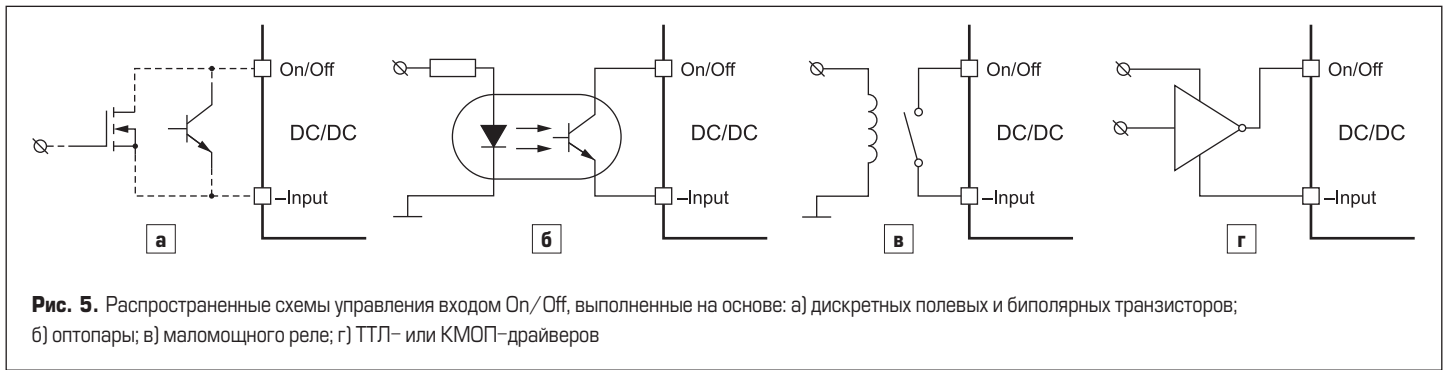 On/Off
DC/DC
–Input
а
On/Off
DC/DC
–Input
б
On/Off
DC/DC
–Input
в
On/Off
DC/DC
–Input
г
Рис. 5. Распространенные схемы управления входом On/Off, выполненные на основе: а) дискретных полевых и биполярных транзисторов;
б) оптопары; в) маломощного реле; г) ТТЛ– или КМОП–драйверов